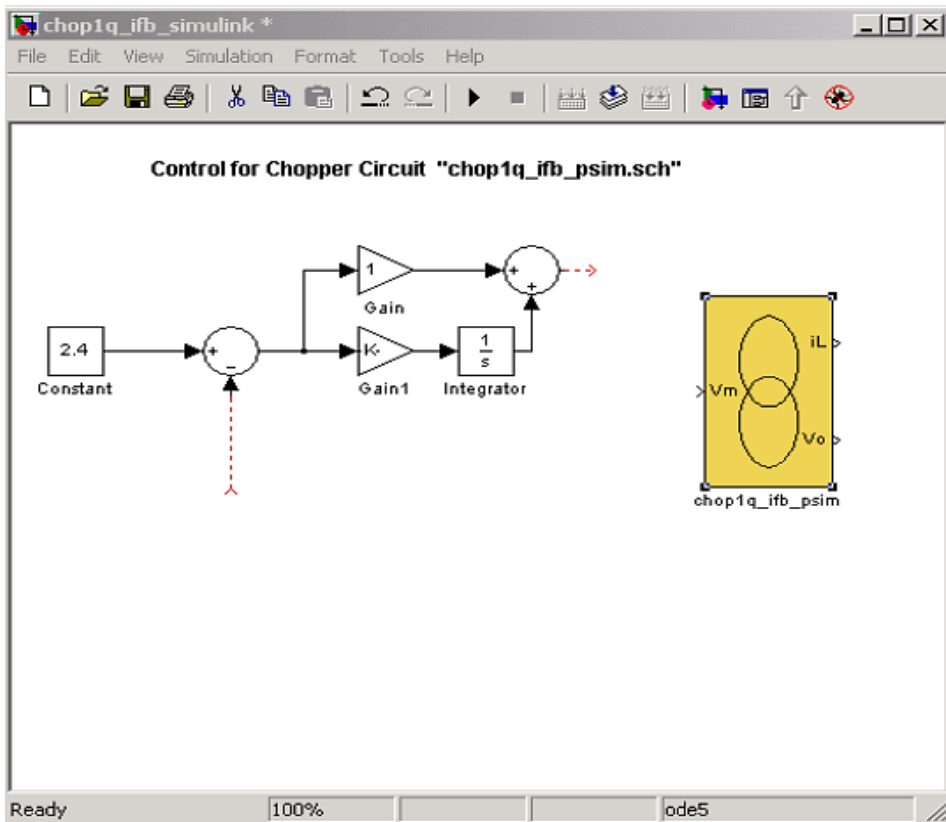 chop1q_ifb_simulink *
File Edit View Simulation Format Tools Help
Control for Chopper Circuit "chop1q_ifb_psim.sch"
1
+
+
Gain
2.4
+
−
K-
1
s
Constant
Gain1
Integrator
iL
Vm
Vo
chop1q_ifb_psim
Ready 100% ode5